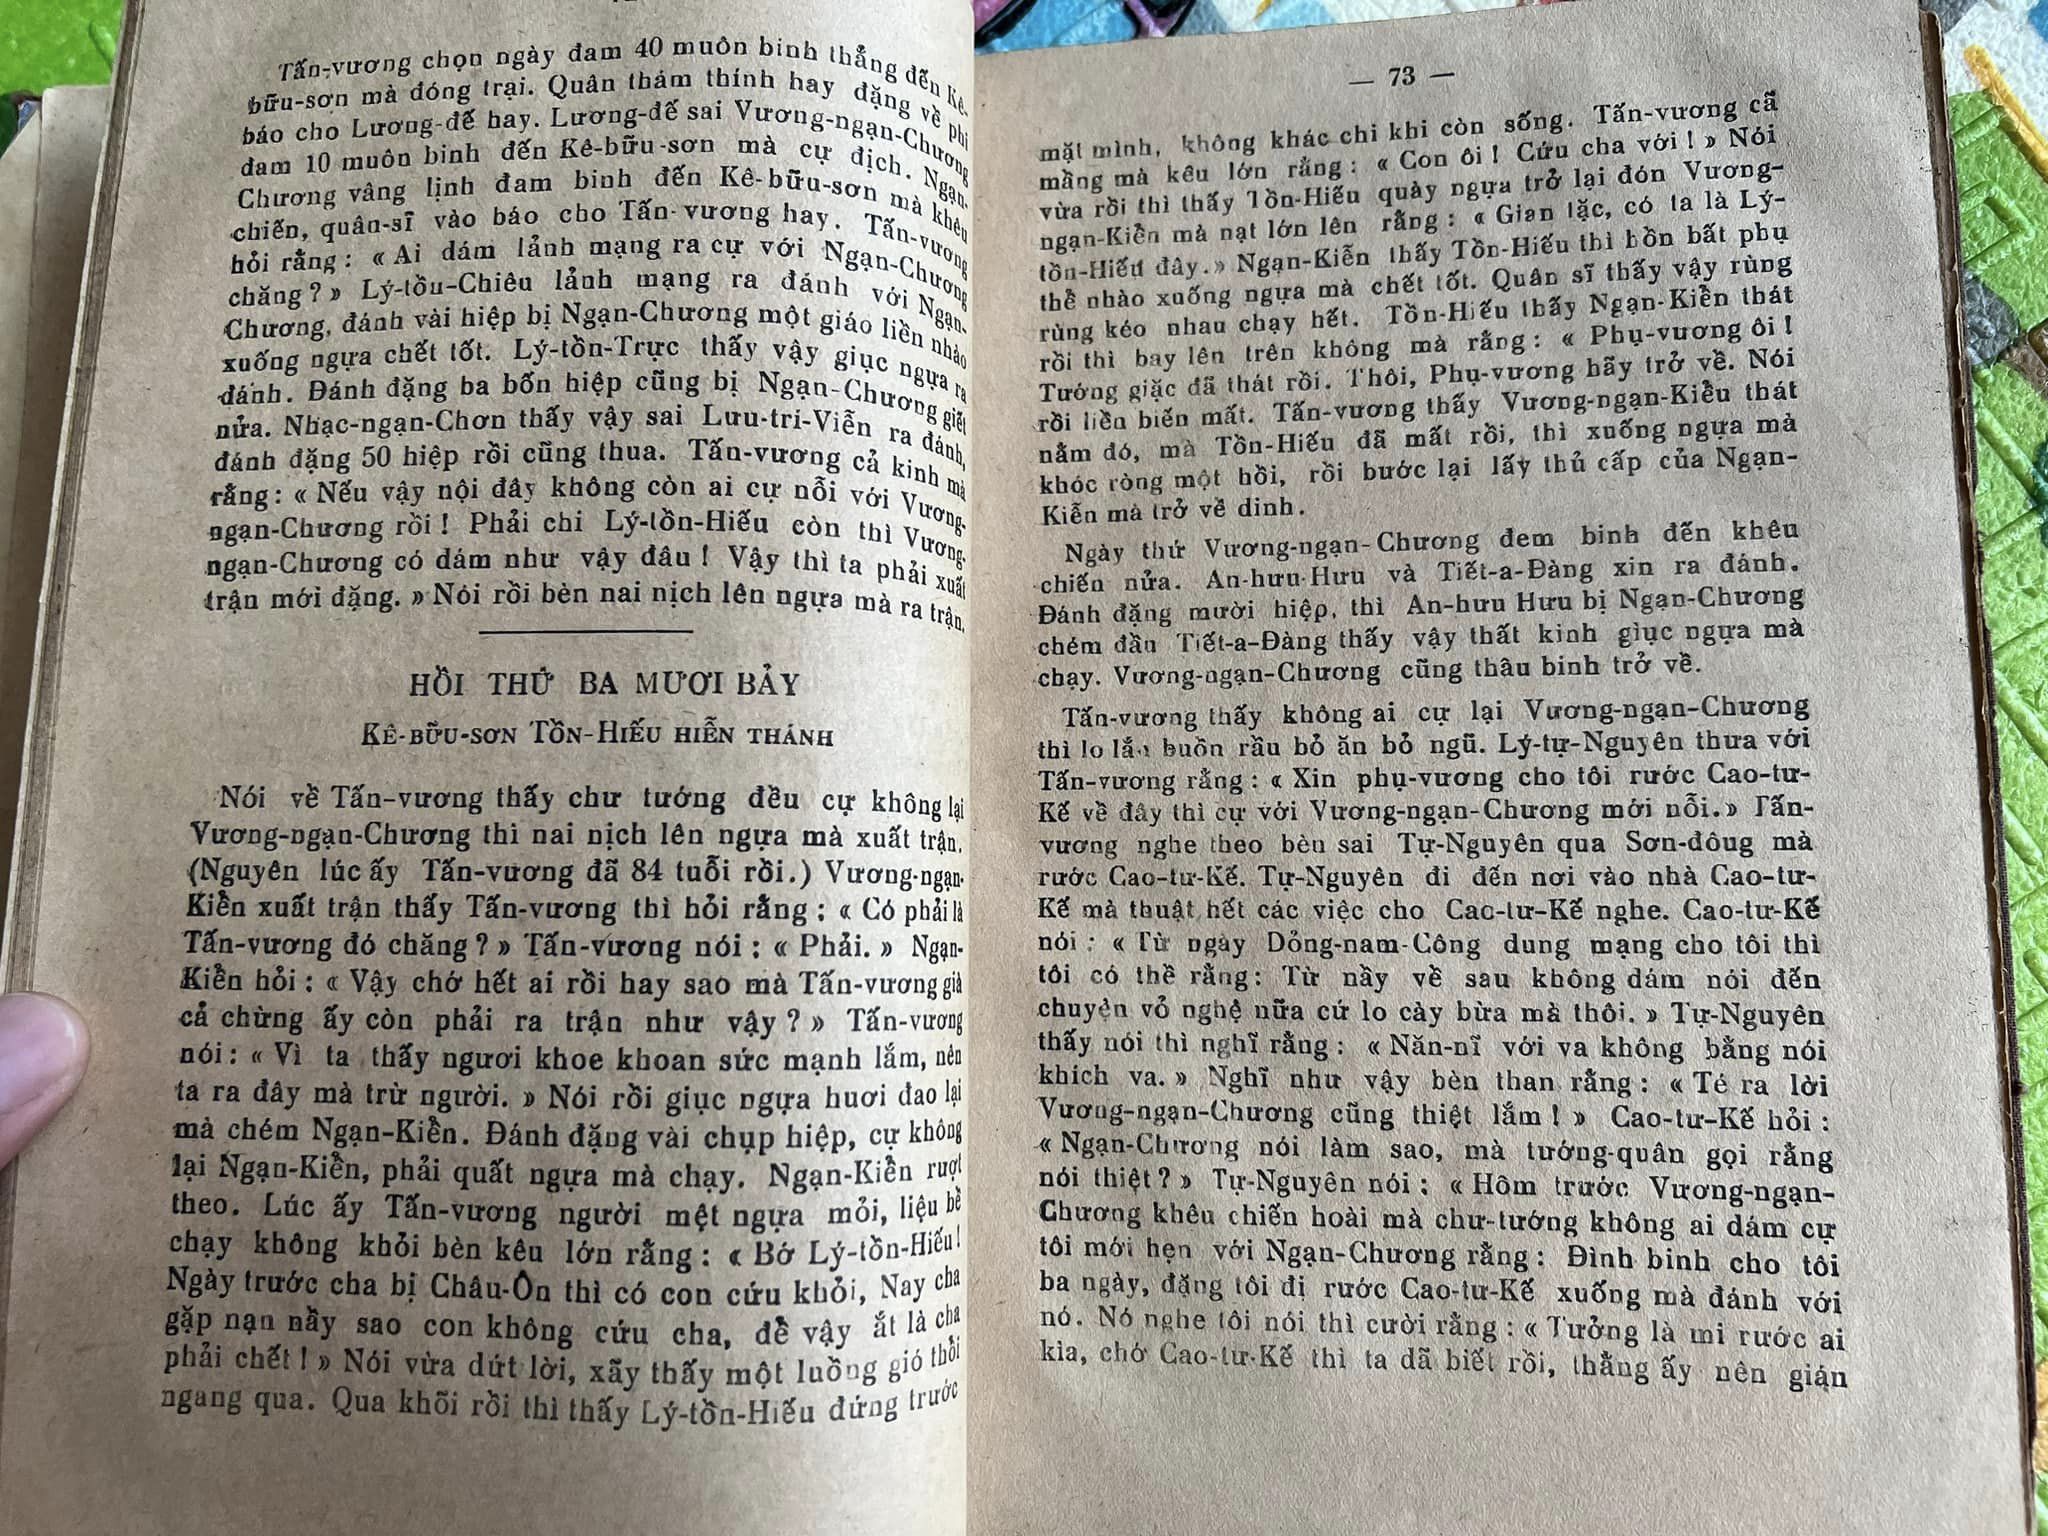 Tấn-vương chọn ngày đam 40 muôn binh thẳng đến Kê-
bữu-sơn mà đóng trại. Quân thám thính hay đặng về phi
báo cho Lương-đế hay. Lương-đế sai Vương-ngạn-Chương
đam 10 muôn binh đến Kê-bữu-sơn mà cự địch. Ngạn-
Chương vâng lịnh đam binh đến Kê-bữu-sơn mà khêu
chiến, quân-sĩ vào báo cho Tấn-vương hay. Tấn-vương
hỏi rằng : « Ai dám lảnh mạng ra cự với Ngạn-Chương
chăng ? » Lý-tồn-Chiêu lảnh mạng ra đánh với Ngạn-
Chương, đánh vài hiệp bị Ngạn-Chương một giáo liền nhào
xuống ngựa chết tốt. Lý-tồn-Trực thấy vậy giục ngựa ra
đánh. Đánh đặng ba bốn hiệp cũng bị Ngạn-Chương giết
nửa. Nhạc-ngạn-Chơn thấy vậy sai Lưu-tri-Viễn ra đánh,
đánh đặng 50 hiệp rồi cũng thua. Tấn-vương cả kinh mà
rằng : « Nếu vậy nội đây không còn ai cự nỗi với Vương-
ngạn-Chương rồi ! Phải chi Lý-tồn-Hiếu còn thì Vương-
ngạn-Chương có dám như vậy đâu ! Vậy thì ta phải xuất
trận mới đặng. » Nói rồi bèn nai nịch lên ngựa mà ra trận.
HỒI THỨ BA MƯƠI BẢY
KÊ-BỮU-SƠN TỒN-HIẾU HIỄN THÁNH
Nói về Tấn-vương thấy chư tướng đều cự không lại
Vương-ngạn-Chương thì nai nịch lên ngựa mà xuất trận.
(Nguyên lúc ấy Tấn-vương đã 84 tuổi rồi.) Vương-ngạn-
Kiền xuất trận thấy Tấn-vương thì hỏi rằng : « Có phải là
Tấn-vương đó chăng ? » Tấn-vương nói : « Phải. » Ngạn-
Kiền hỏi : « Vậy chớ hết ai rồi hay sao mà Tấn-vương già
cả chừng ấy còn phải ra trận như vậy ? » Tấn-vương
nói : « Vì ta thấy ngươi khoe khoan sức mạnh lắm, nên
ta ra đây mà trừ người. » Nói rồi giục ngựa huơi đao lại
mà chém Ngạn-Kiền. Đánh đặng vài chụp hiệp, cự không
lại Ngạn-Kiền, phải quất ngựa mà chạy. Ngạn-Kiền rượt
theo. Lúc ấy Tấn-vương người mệt ngựa mỏi, liệu bề
chạy không khỏi bèn kêu lớn rằng : « Bớ Lý-tồn-Hiếu !
Ngày trước cha bị Châu-Ôn thì có con cứu khỏi, Nay cha
gặp nạn nầy sao con không cứu cha, để vậy ắt là cha
phải chết ! » Nói vừa dứt lời, xãy thấy một luồng gió thổi
ngang qua. Qua khõi rồi thì thấy Lý-tồn-Hiếu đứng trước
— 73 —
mặt mình, không khác chi khi còn sống. Tấn-vương cã
mầng mà kêu lớn rằng : « Con ôi ! Cứu cha với ! » Nói
vừa rồi thì thấy Tồn-Hiếu quày ngựa trở lại đón Vương-
ngạn-Kiền mà nạt lớn lên rằng : « Gian tặc, có ta là Lý-
tồn-Hiếu đây. » Ngạn-Kiền thấy Tồn-Hiếu thì hồn bất phụ
thể nhào xuống ngựa mà chết tốt. Quân sĩ thấy vậy rùng
rùng kéo nhau chạy hết. Tồn-Hiếu thấy Ngạn-Kiền thát
rồi thì bay lên trên không mà rằng : « Phụ-vương ôi !
Tướng giặc đã thát rồi. Thôi, Phụ-vương hãy trở về. Nói
rồi liền biến mất. Tấn-vương thấy Vương-ngạn-Kiền thát
nằm đó, mà Tồn-Hiếu đã mất rồi, thì xuống ngựa mà
khóc ròng một hồi, rồi bước lại lấy thủ cấp của Ngạn-
Kiền mà trở về dinh.
Ngày thứ Vương-ngạn-Chương đem binh đến khêu
chiến nửa. An-hưu-Hưu và Tiết-a-Đàng xin ra đánh.
Đánh đặng mười hiệp, thì An-hưu Hưu bị Ngạn-Chương
chém đầu Tiết-a-Đàng thấy vậy thất kinh giục ngựa mà
chạy. Vương-ngạn-Chương cũng thâu binh trở về.
Tấn-vương thấy không ai cự lại Vương-ngạn-Chương
thì lo lắn buồn rầu bỏ ăn bỏ ngũ. Lý-tự-Nguyên thưa với
Tấn-vương rằng : « Xin phụ-vương cho tôi rước Cao-tư-
Kế về đây thì cự với Vương-ngạn-Chương mới nỗi. » Tấn-
vương nghe theo bèn sai Tự-Nguyên qua Sơn-đông mà
rước Cao-tư-Kế. Tự-Nguyên đi đến nơi vào nhà Cao-tư-
Kế mà thuật hết các việc cho Cao-tư-Kế nghe. Cao-tư-Kế
nói : « Từ ngày Dỏng-nam-Công dung mạng cho tôi thì
tôi có thề rằng : Từ nầy về sau không dám nói đến
chuyện vỏ nghệ nữa cứ lo cày bừa mà thôi. » Tự-Nguyên
thấy nói thì nghĩ rằng : « Năn-nĩ với va không bằng nói
khich va. » Nghĩ như vậy bèn than rằng : « Té ra lời
Vương-ngạn-Chương cũng thiệt lắm ! » Cao-tư-Kế hỏi :
« Ngạn-Chương nói làm sao, mà tướng-quân gọi rằng
nói thiệt ? » Tự-Nguyên nói : « Hôm trước Vương-ngạn-
Chương khêu chiến hoài mà chư-tướng không ai dám cự
tôi mới hẹn với Ngạn-Chương rằng : Đình binh cho tôi
ba ngày, đặng tôi đi rước Cao-tư-Kế xuống mà đánh với
nó. Nó nghe tôi nói thì cười rằng : « Tưởng là mi rước ai
kìa, chớ Cao-tư-Kế thì ta dã biết rồi, thằng ấy nên gián